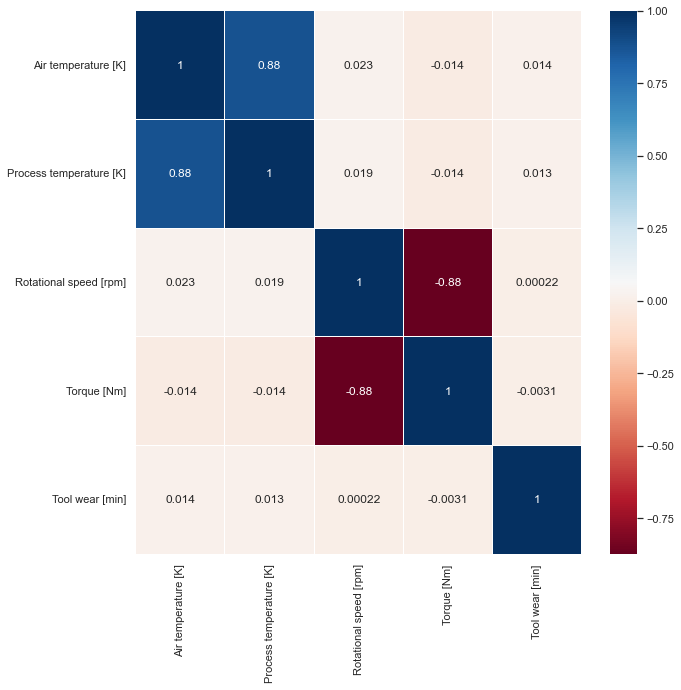 Air temperature [K] 1 0.88 0.023 -0.014 0.014
Process temperature [K] 0.88 1 0.019 -0.014 0.013
Rotational speed [rpm] 0.023 0.019 1 -0.88 0.00022
Torque [Nm] -0.014 -0.014 -0.88 1 -0.0031
Tool wear [min] 0.014 0.013 0.00022 -0.0031 1
Air temperature [K]
Process temperature [K]
Rotational speed [rpm]
Torque [Nm]
Tool wear [min]
1.00
0.75
0.50
0.25
0.00
−0.25
−0.50
−0.75